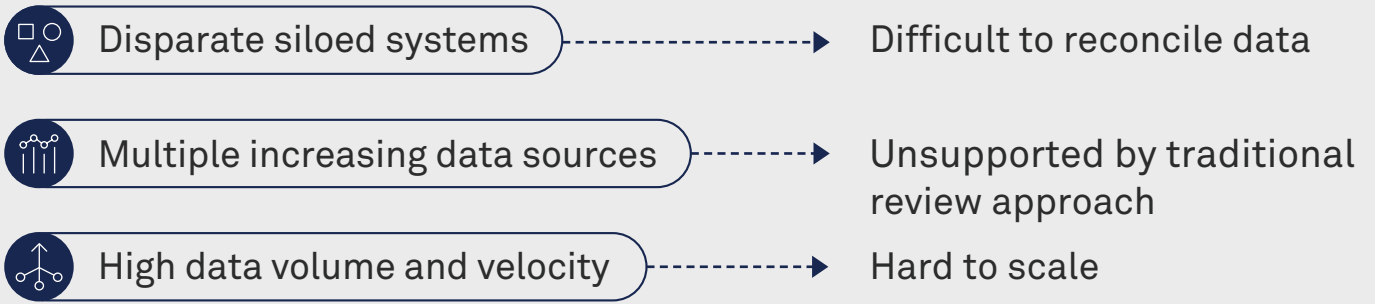 Disparate siloed systems
Difficult to reconcile data
Multiple increasing data sources
Unsupported by traditional
review approach
High data volume and velocity
Hard to scale